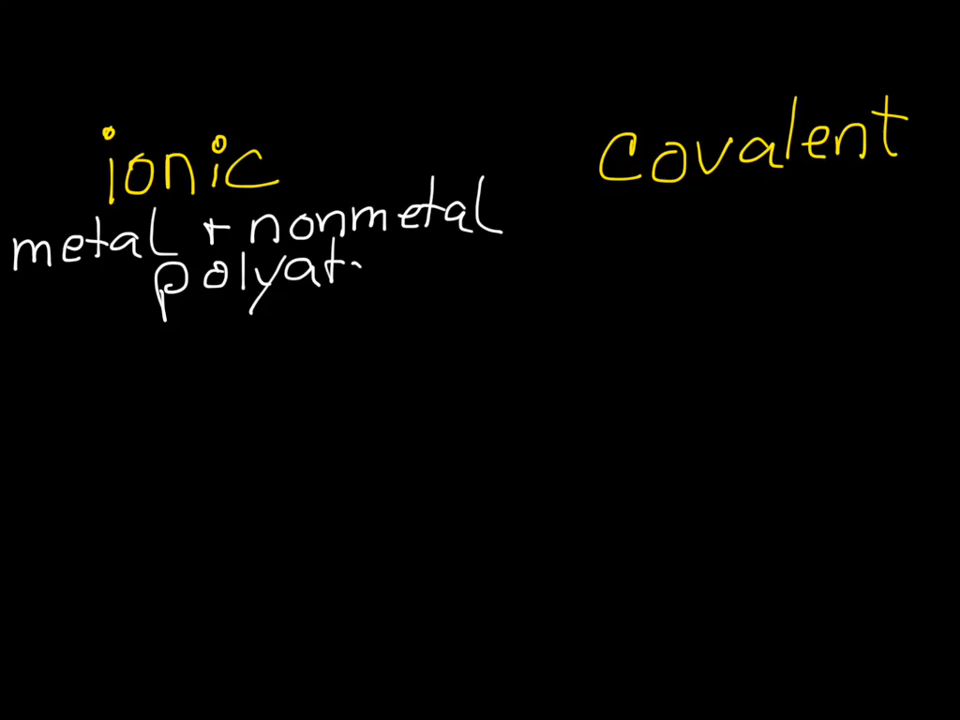 ionic
covalent
metal + nonmetal
polyat.